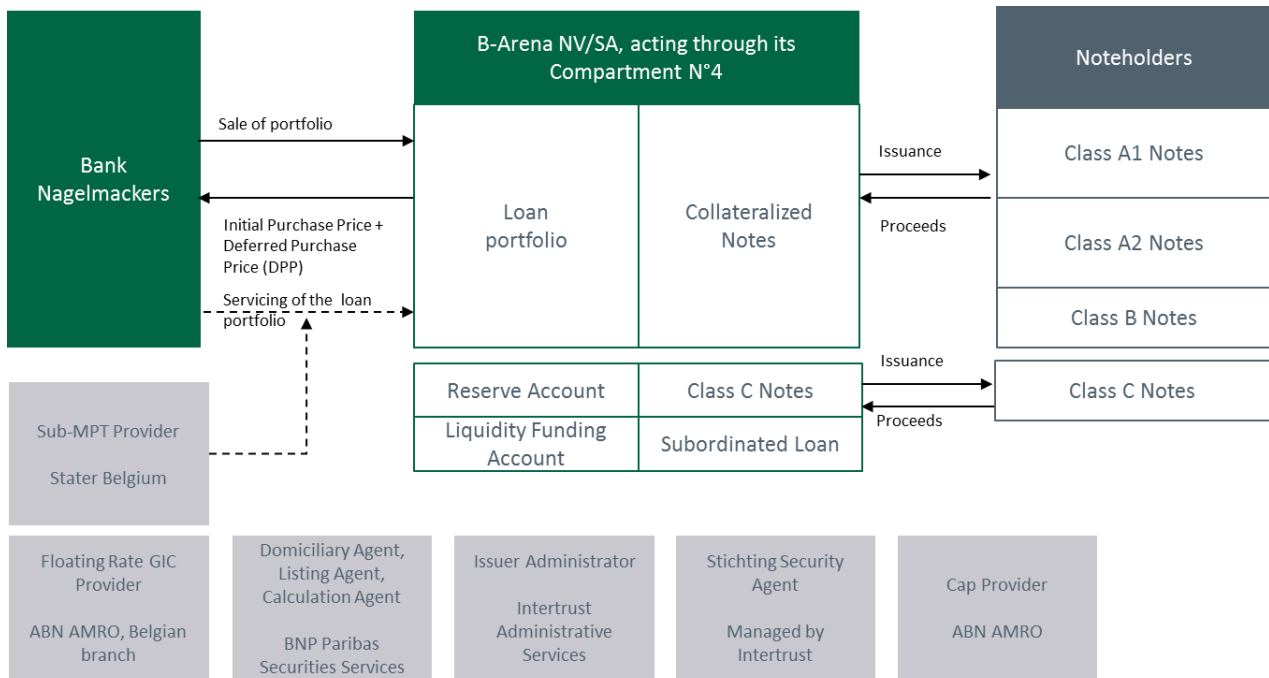 B-Arena NV/SA, acting through its
Compartment N°4
Noteholders
Bank
Nagelmackers
Sale of portfolio
Initial Purchase Price +
Deferred Purchase
Price (DPP)
Servicing of the loan
portfolio
Loan
portfolio
Collateralized
Notes
Issuance
Proceeds
Class A1 Notes
Class A2 Notes
Class B Notes
Reserve Account
Class C Notes
Liquidity Funding
Account
Subordinated Loan
Issuance
Proceeds
Class C Notes
Sub-MPT Provider
Stater Belgium
Floating Rate GIC
Provider
ABN AMRO, Belgian
branch
Domiciliary Agent,
Listing Agent,
Calculation Agent
BNP Paribas
Securities Services
Issuer Administrator
Intertrust
Administrative
Services
Stichting Security
Agent
Managed by
Intertrust
Cap Provider
ABN AMRO